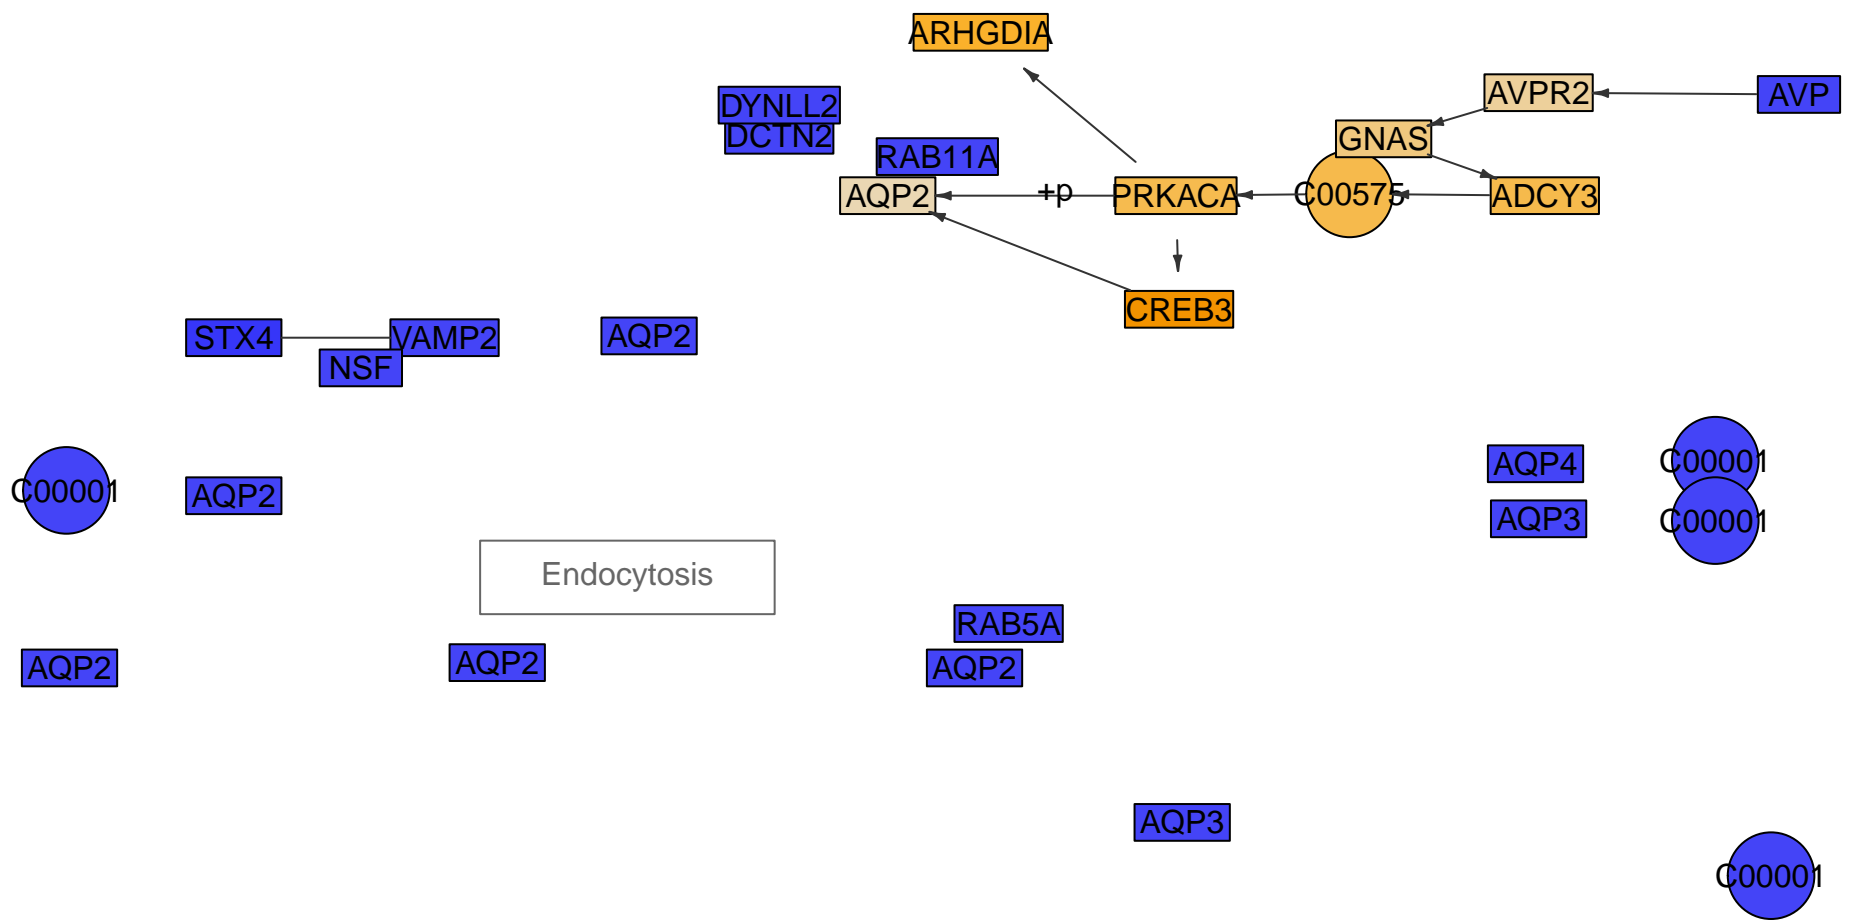 ARHGDIA
DYNLL2
AVPR2
AVP
DCTN2
GNAS
RAB11A
AQP2
+p
PRKACA
C00575
ADCY3
CREB3
STX4
VAMP2
AQP2
NSF
C00001
AQP2
AQP4
C00001
AQP3
C00001
Endocytosis
RAB5A
AQP2
AQP2
AQP2
AQP3
C00001